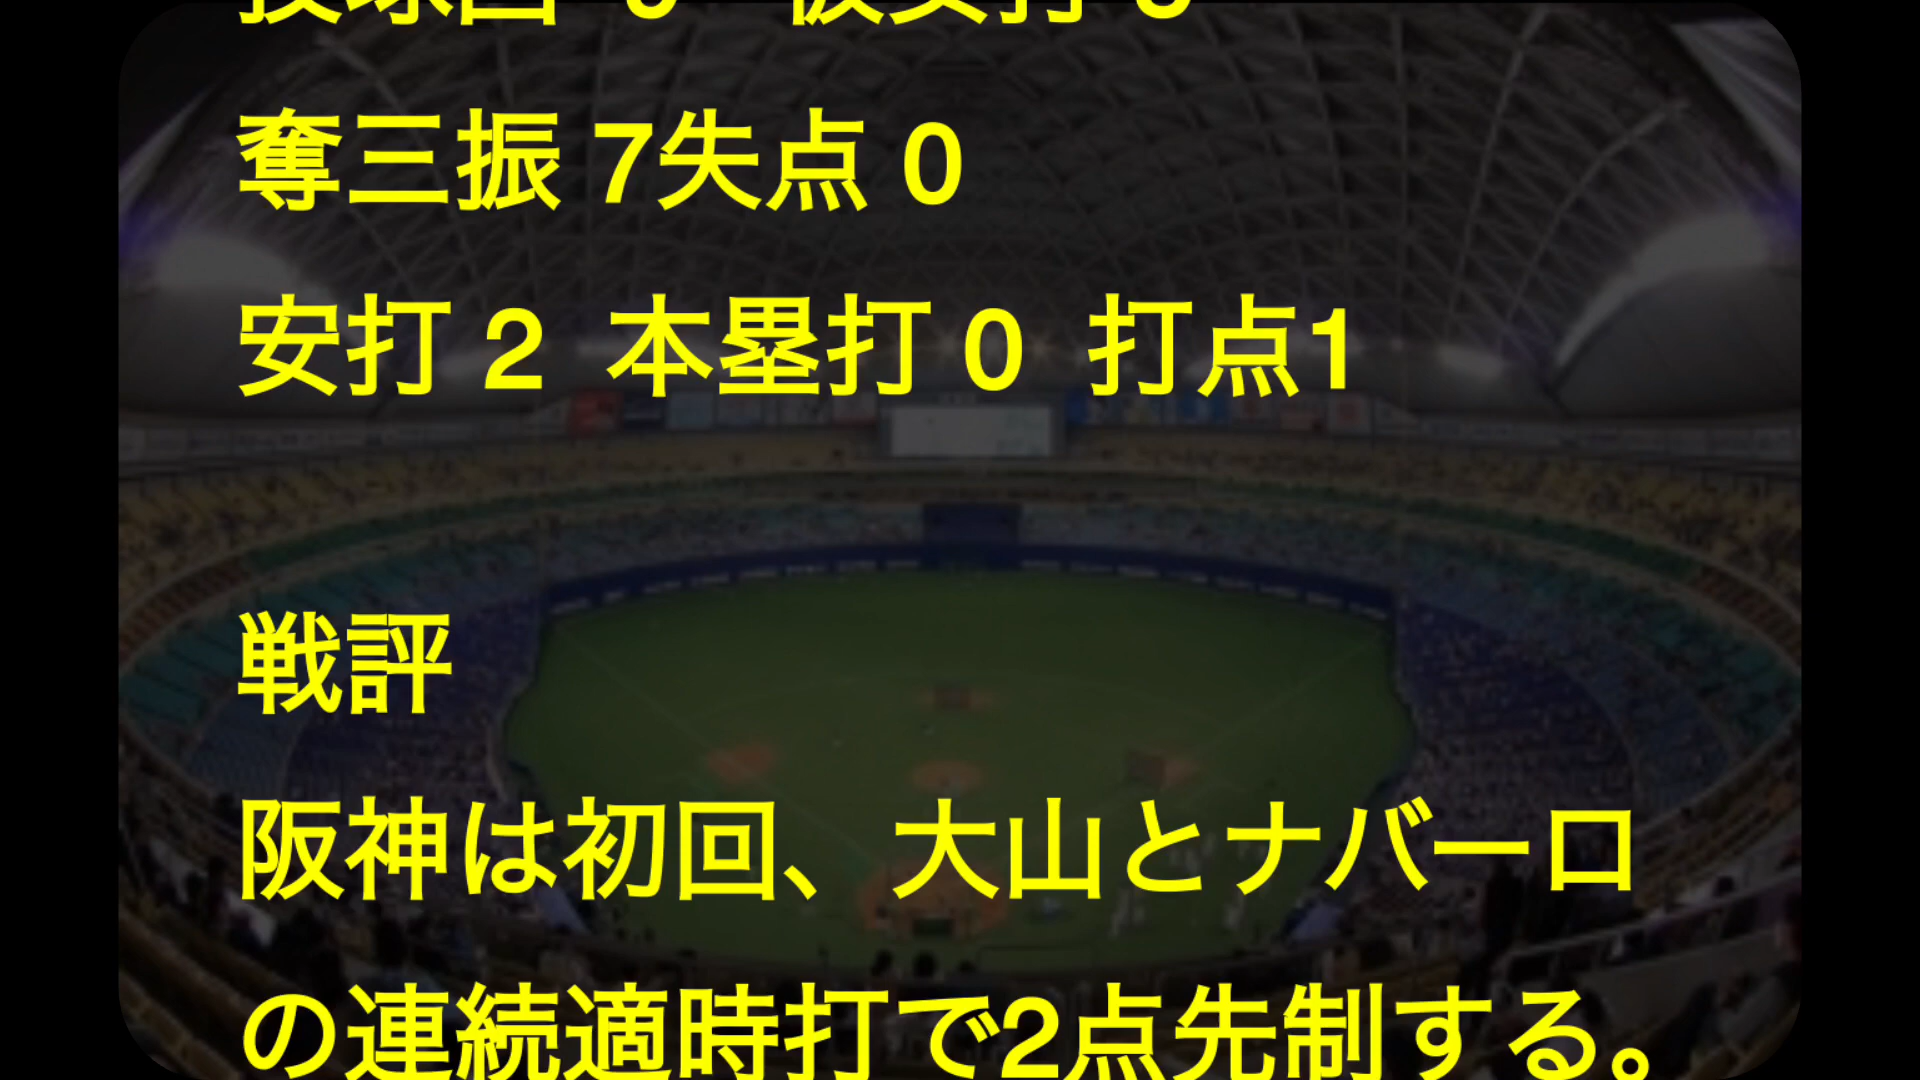 奪三振 7失点 0
安打 2 本塁打 0 打点1
戦評
阪神は初回、大山とナバーロ
の連続適時打で2点先制する。